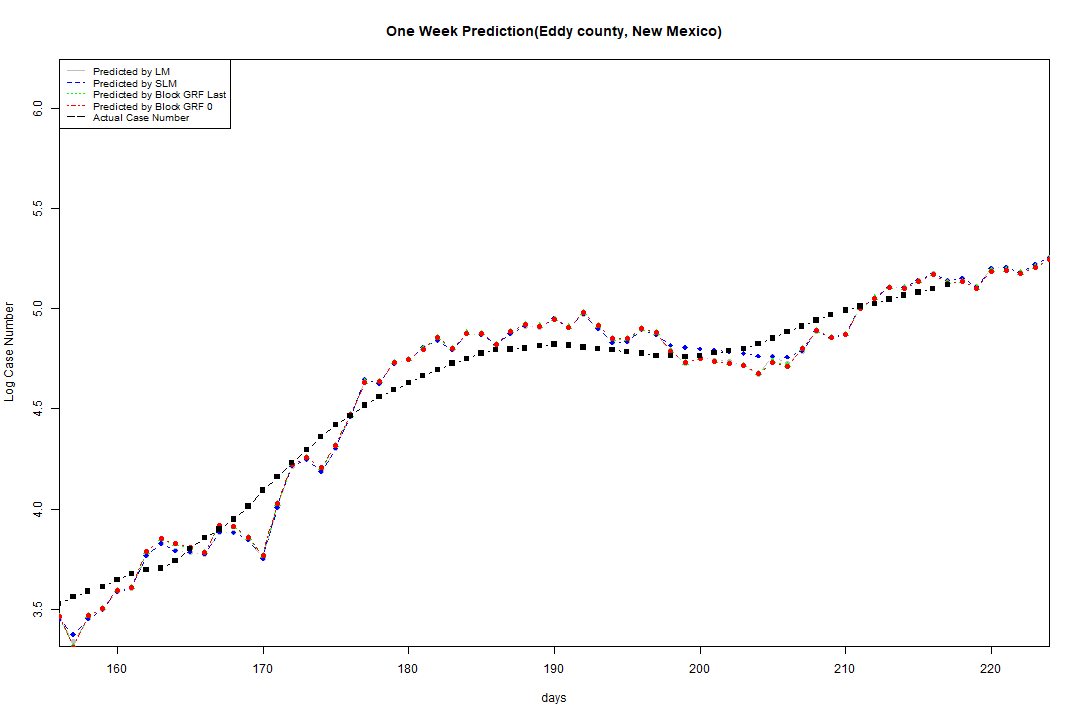 One Week Prediction(Eddy county, New Mexico)
Predicted by LM
Predicted by SLM
Predicted by Block GRF Last
Predicted by Block GRF 0
Actual Case Number
6.0
5.5
5.0
4.5
4.0
3.5
Log Case Number
160 170 180 190 200 210 220
days